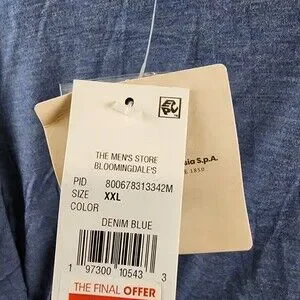 THE MEN'S STORE
BLOOMINGDALE'S
PID 800678313342M
SIZE XXL
COLOR
DENIM BLUE
1 97300 10543 3
THE FINAL OFFER
S.p.A.
1850